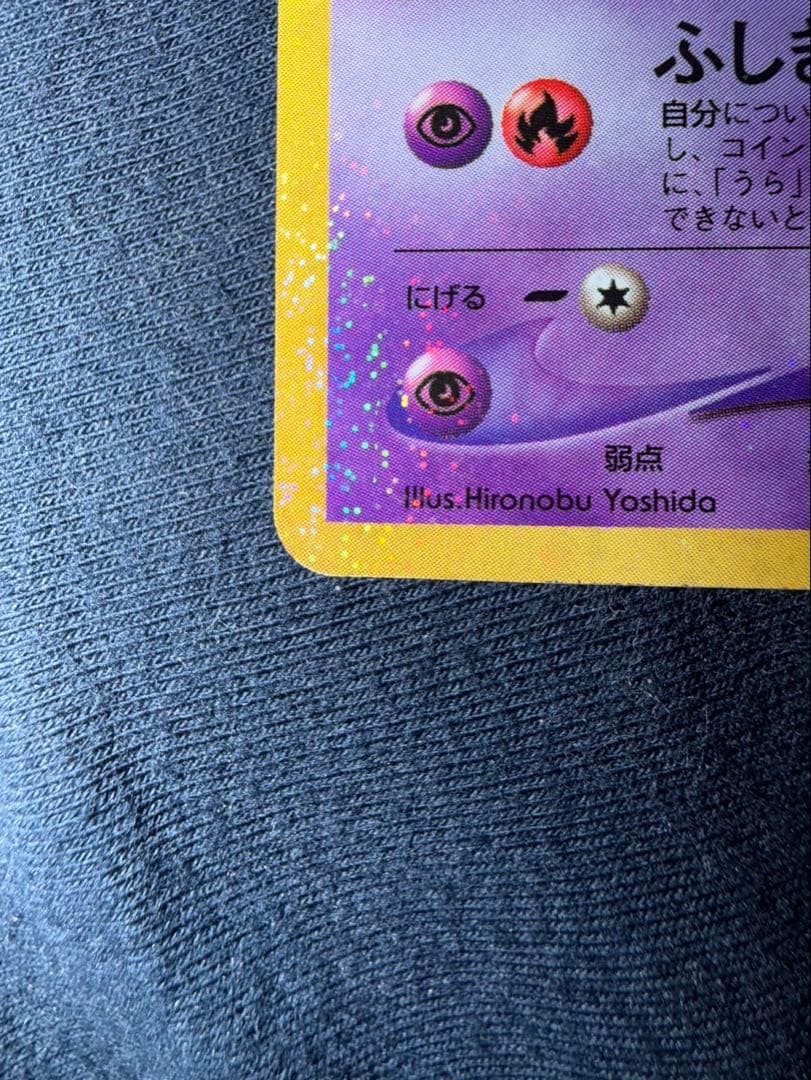 ふしぎ
自分につい
し、コイン
に、「うら」
できないと
にげる
弱点
Illus.Hironobu Yoshida